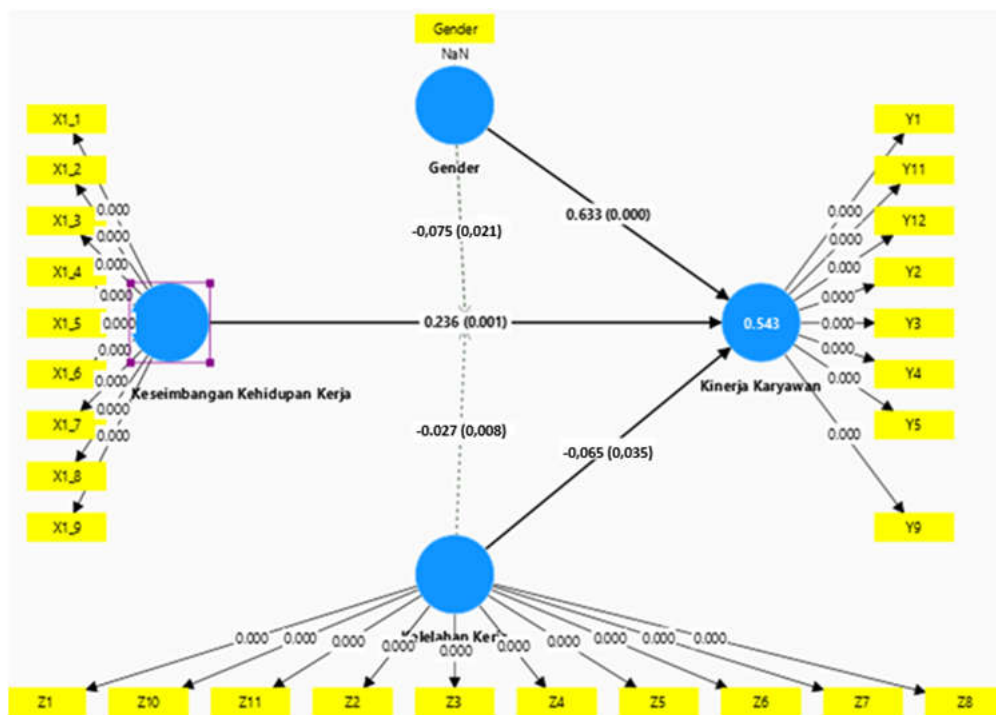 Gender
NaN
Gender
X1_1
X1_2
X1_3
X1_4
X1_5
X1_6
X1_7
X1_8
X1_9
0.000
0.000
0.000
0.000
0.000
0.000
0.000
0.000
0.000
Keseimbangan Kehidupan Kerja
-0,075 (0,021)
0.633 (0.000)
0.236 (0.001)
-0.027 (0,008)
-0,065 (0,035)
0.543
Kinerja Karyawan
0.000
0.000
0.000
0.000
0.000
0.000
0.000
0.000
Y1
Y11
Y12
Y2
Y3
Y4
Y5
Y9
Kelelahan Kerja
0.000
0.000
0.000
0.000
0.000
0.000
0.000
0.000
0.000
0.000
Z1
Z10
Z11
Z2
Z3
Z4
Z5
Z6
Z7
Z8